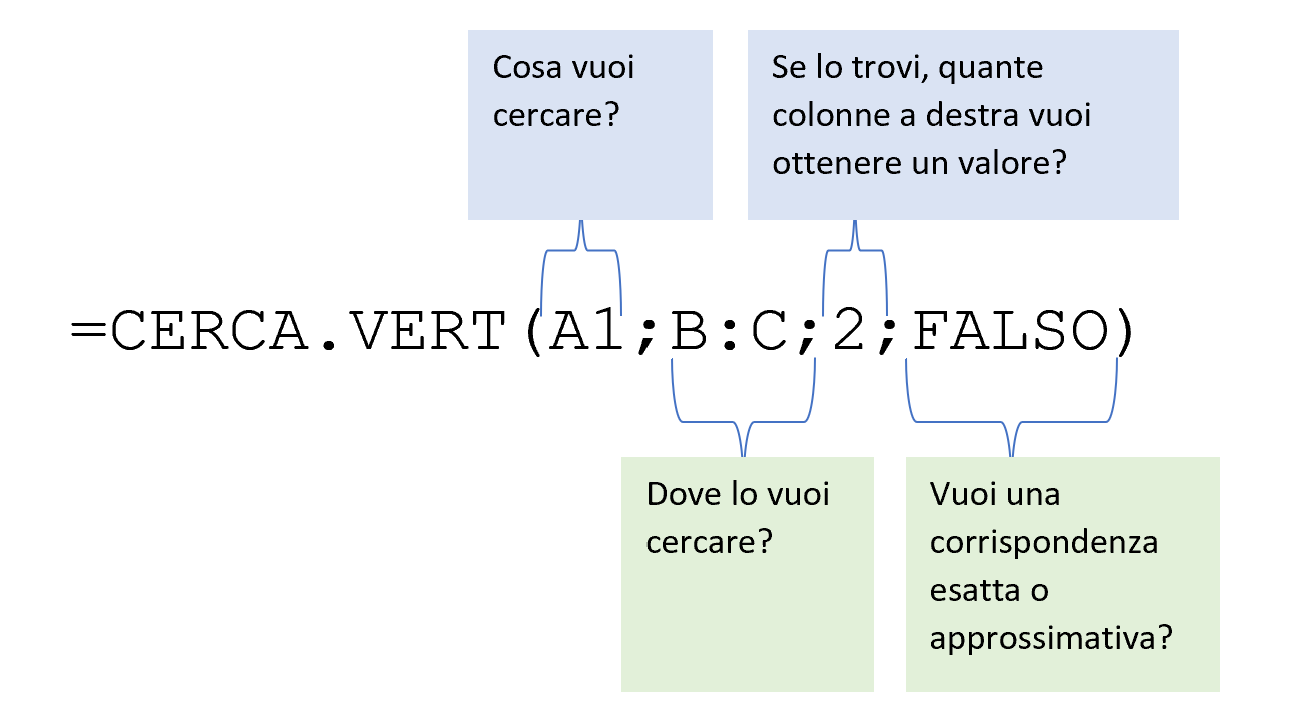 Cosa vuoi
cercare?
Se lo trovi, quante
colonne a destra vuoi
ottenere un valore?
=CERCA.VERT(A1;B:C;2;FALSO)
Dove lo vuoi
cercare?
Vuoi una
corrispondenza
esatta o
approssimativa?